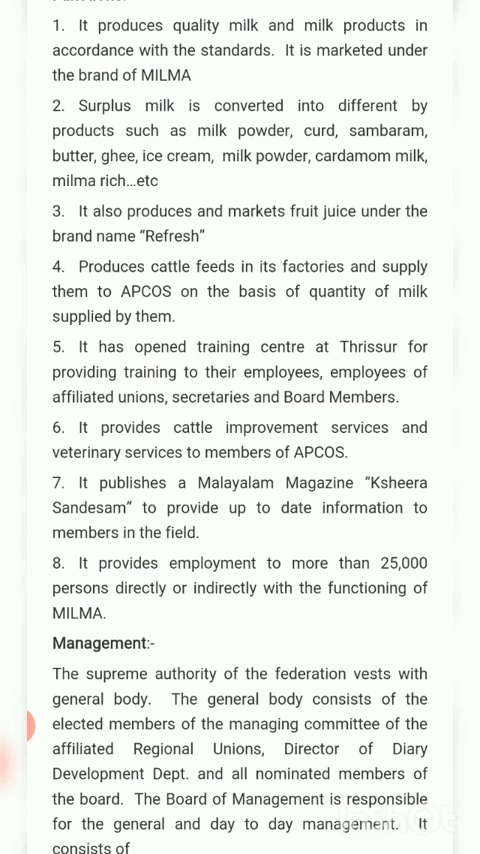 1. It produces quality milk and milk products in
accordance with the standards. It is marketed under
the brand of MILMA
2. Surplus milk is converted into different by
products such as milk powder, curd, sambaram,
butter, ghee, ice cream, milk powder, cardamom milk,
milma rich...etc
3. It also produces and markets fruit juice under the
brand name “Refresh”
4. Produces cattle feeds in its factories and supply
them to APCOS on the basis of quantity of milk
supplied by them.
5. It has opened training centre at Thrissur for
providing training to their employees, employees of
affiliated unions, secretaries and Board Members.
6. It provides cattle improvement services and
veterinary services to members of APCOS.
7. It publishes a Malayalam Magazine “Ksheera
Sandesam” to provide up to date information to
members in the field.
8. It provides employment to more than 25,000
persons directly or indirectly with the functioning of
MILMA.
Management:-
The supreme authority of the federation vests with
general body. The general body consists of the
elected members of the managing committee of the
affiliated Regional Unions, Director of Diary
Development Dept. and all nominated members of
the board. The Board of Management is responsible
for the general and day to day management. It
consists of